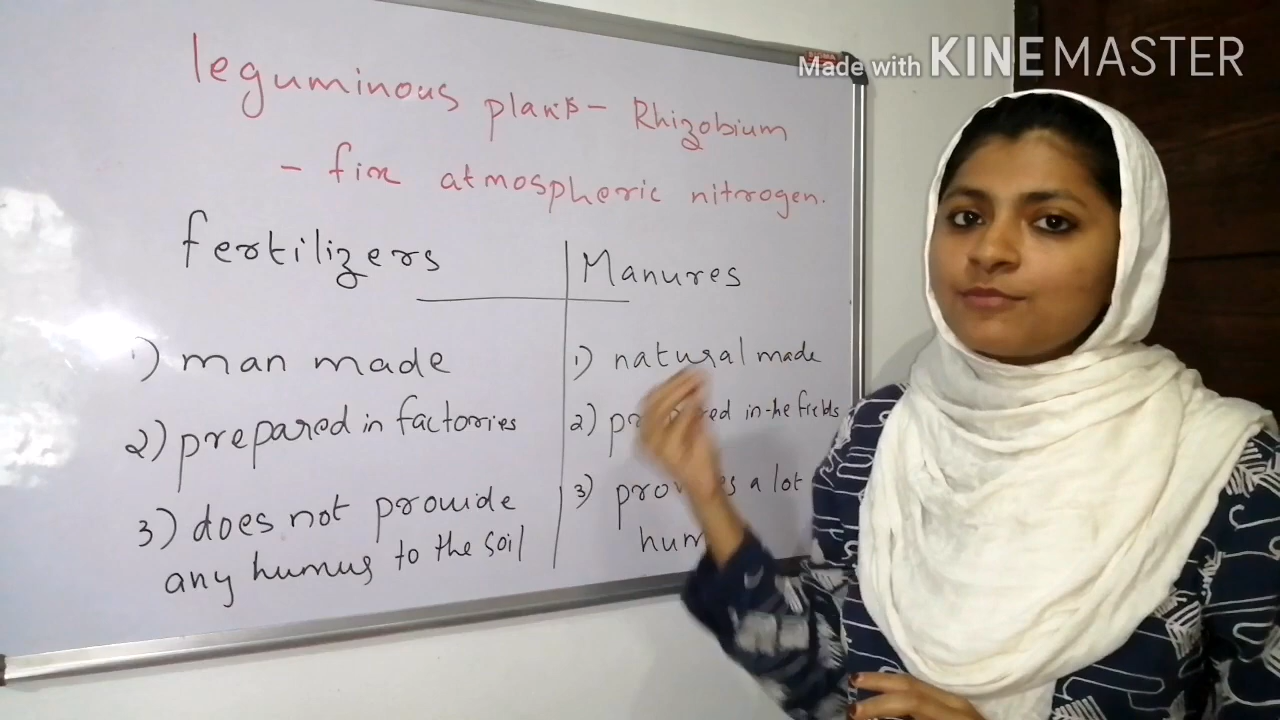 Made with KINEMASTER
leguminous plants - Rhizobium
- fix atmospheric nitrogen.
fertilizers
Manures
1) man made
2) prepared in factories
3) does not provide
any humus to the soil
1) natural made
2) in the fields
3) a lot